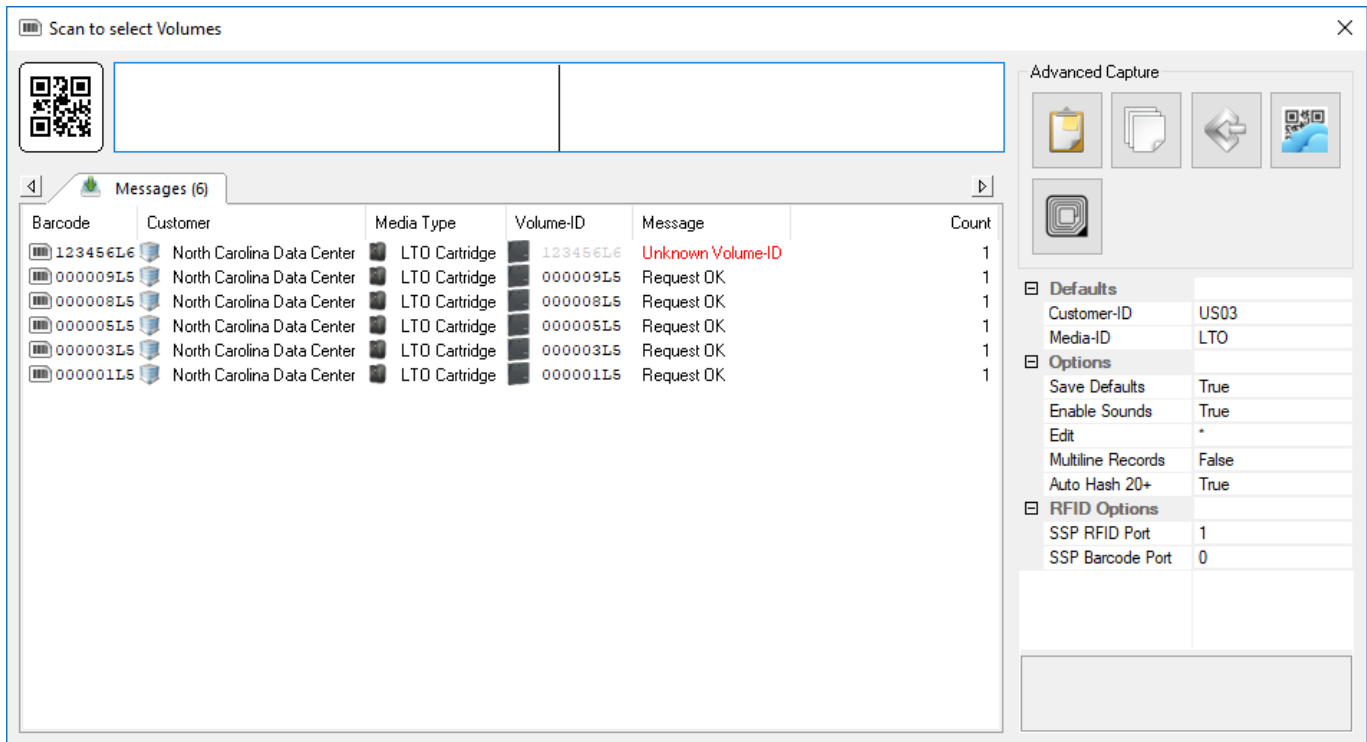 Scan to select Volumes
Advanced Capture
Messages (6)
Barcode Customer Media Type Volume-ID Message Count
123456L6 North Carolina Data Center LTO Cartridge 123456L6 Unknown Volume-ID 1
000009L5 North Carolina Data Center LTO Cartridge 000009L5 Request OK 1
000008L5 North Carolina Data Center LTO Cartridge 000008L5 Request OK 1
000005L5 North Carolina Data Center LTO Cartridge 000005L5 Request OK 1
000003L5 North Carolina Data Center LTO Cartridge 000003L5 Request OK 1
000001L5 North Carolina Data Center LTO Cartridge 000001L5 Request OK 1
Defaults
Customer-ID US03
Media-ID LTO
Options
Save Defaults True
Enable Sounds True
Edit *
Multiline Records False
Auto Hash 20+ True
RFID Options
SSP RFID Port 1
SSP Barcode Port 0